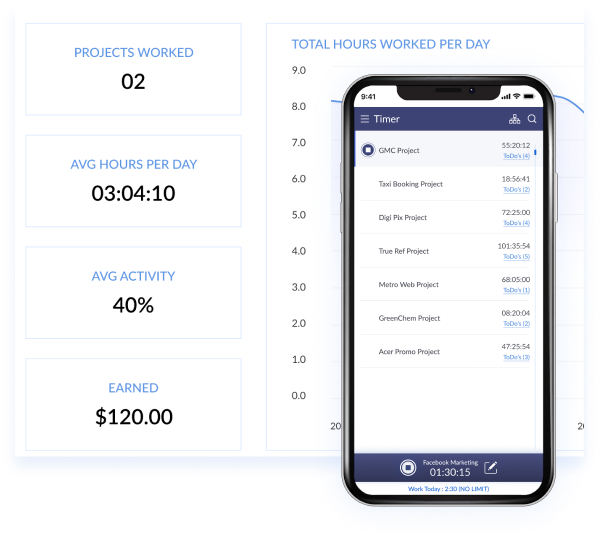 PROJECTS WORKED
02
AVG HOURS PER DAY
03:04:10
AVG ACTIVITY
40%
EARNED
$120.00
TOTAL HOURS WORKED PER DAY
9.0
8.0
7.0
6.0
5.0
4.0
3.0
2.0
1.0
0.0
20
20
9:41
Timer
GMC Project 55:20:12
ToDo's (4)
Taxi Booking Project 18:56:41
ToDo's (2)
Digi Pix Project 72:25:00
ToDo's (4)
True Ref Project 101:35:54
ToDo's (5)
Metro Web Project 68:05:00
ToDo's (1)
GreenChem Project 08:20:04
ToDo's (2)
Acer Promo Project 47:25:54
ToDo's (3)
Facebook Marketing
01:30:15
Work Today : 2:30 (NO LIMIT)